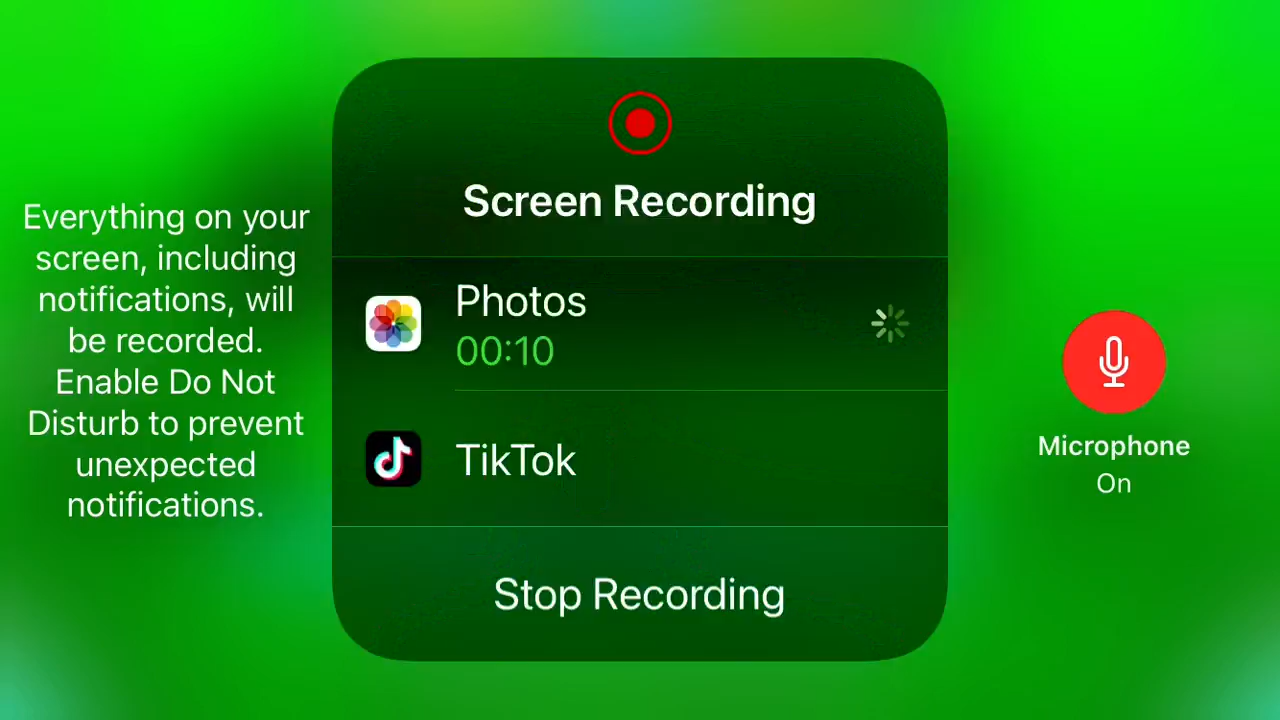 Everything on your
screen, including
notifications, will
be recorded.
Enable Do Not
Disturb to prevent
unexpected
notifications.
Screen Recording
Photos
00:10
TikTok
Stop Recording
Microphone
On